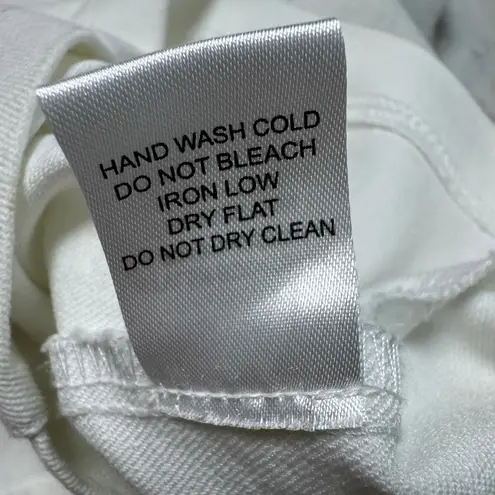 HAND WASH COLD
DO NOT BLEACH
IRON LOW
DRY FLAT
DO NOT DRY CLEAN